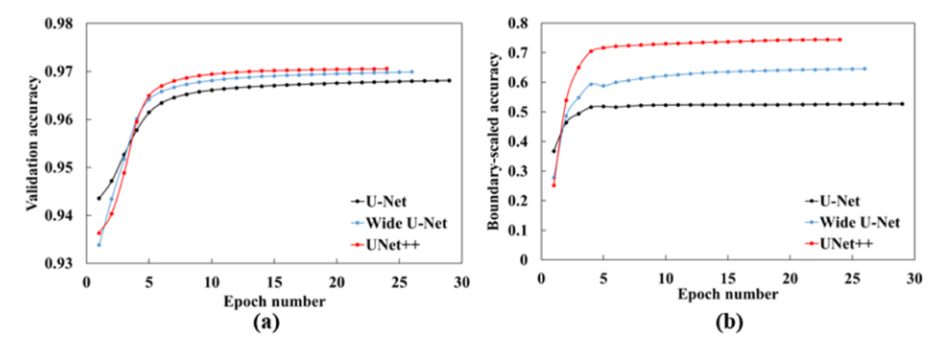 0.98
0.97
0.96
0.95
0.94
0.93
Validation accuracy
U-Net
Wide U-Net
UNet++
0 5 10 15 20 25 30
Epoch number
(a)
0.8
0.7
0.6
0.5
0.4
0.3
0.2
0.1
0
Boundary-scaled accuracy
U-Net
Wide U-Net
UNet++
0 5 10 15 20 25 30
Epoch number
(b)